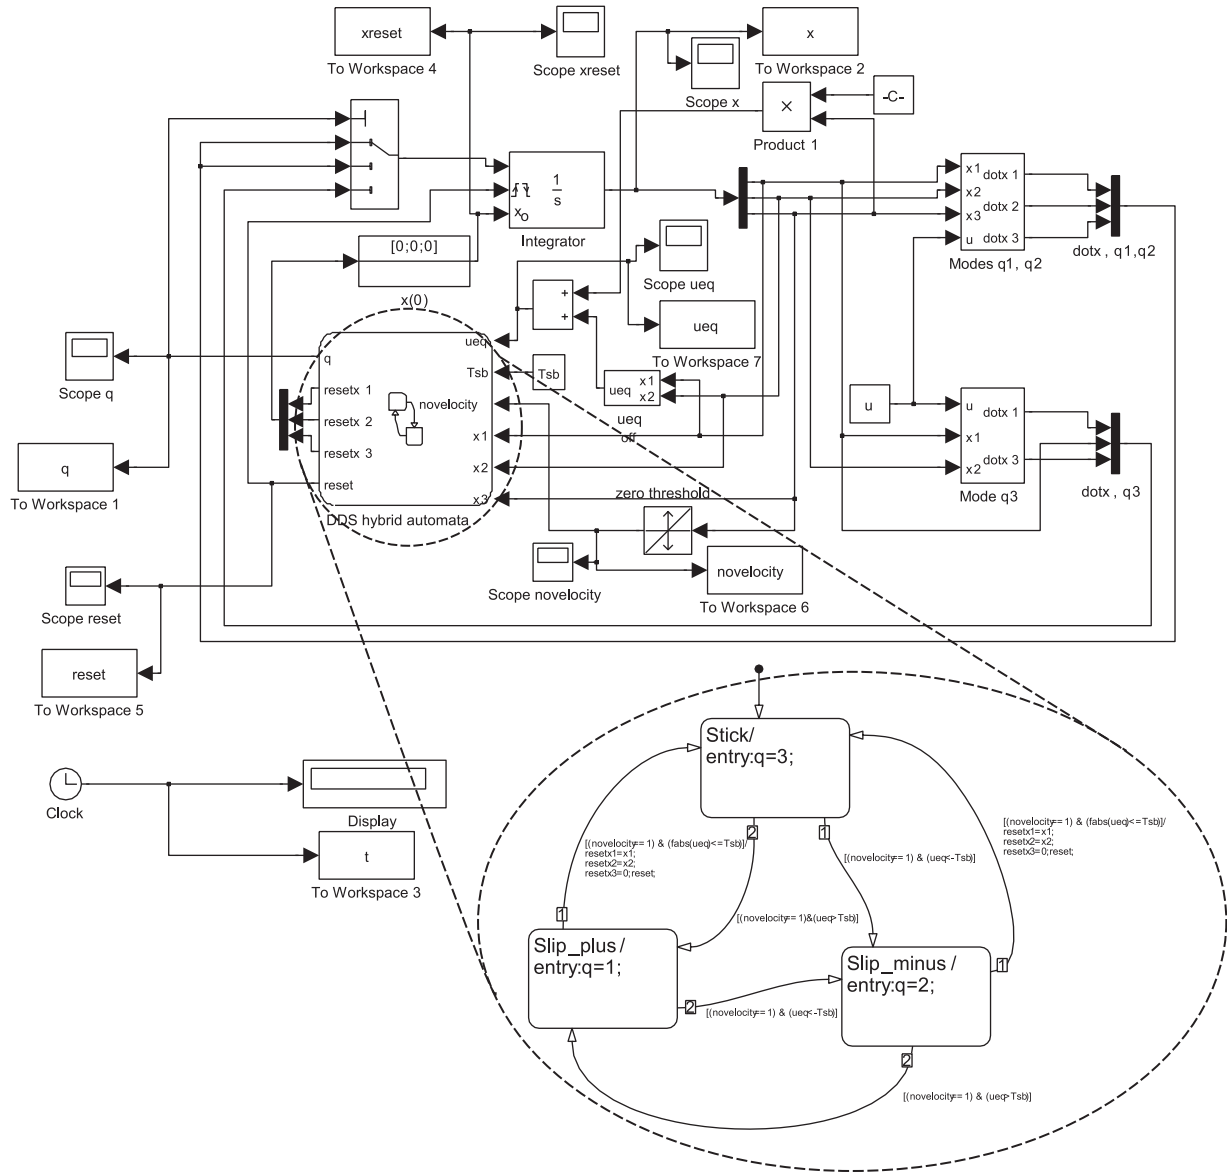 xreset
To Workspace 4
Scope xreset
Scope x
x
To Workspace 2
×
Product 1
-C-
1
s
xo
Integrator
[0;0;0]
x(0)
x1
x2
x3
u
dotx 1
dotx 2
dotx 3
Modes q1, q2
dotx , q1,q2
Scope ueq
+
+
ueq
To Workspace 7
Scope q
q
To Workspace 1
q
resetx 1
resetx 2
resetx 3
reset
novelocity
ueq
Tsb
x1
x2
x3
DDS hybrid automata
Tsb
ueq
x1
x2
ueq
off
u
u
x1
x2
dotx 1
dotx 3
Mode q3
dotx , q3
zero threshold
Scope novelocity
novelocity
To Workspace 6
Scope reset
reset
To Workspace 5
Clock
Display
t
To Workspace 3
Stick/
entry:q=3;
2
1
[(novelocity== 1) & (fabs(ueq)<=Tsb)]/
resetx1=x1;
resetx2=x2;
resetx3=0;reset;
[(novelocity== 1) & (ueq<-Tsb)]
[(novelocity== 1) & (fabs(ueq)<=Tsb)]/
resetx1=x1;
resetx2=x2;
resetx3=0;reset;
[(novelocity== 1)&(ueq>Tsb)]
1
Slip_plus /
entry:q=1;
2
[(novelocity== 1) & (ueq<-Tsb)]
Slip_minus /
entry:q=2;
1
2
[(novelocity== 1) & (ueq>Tsb)]